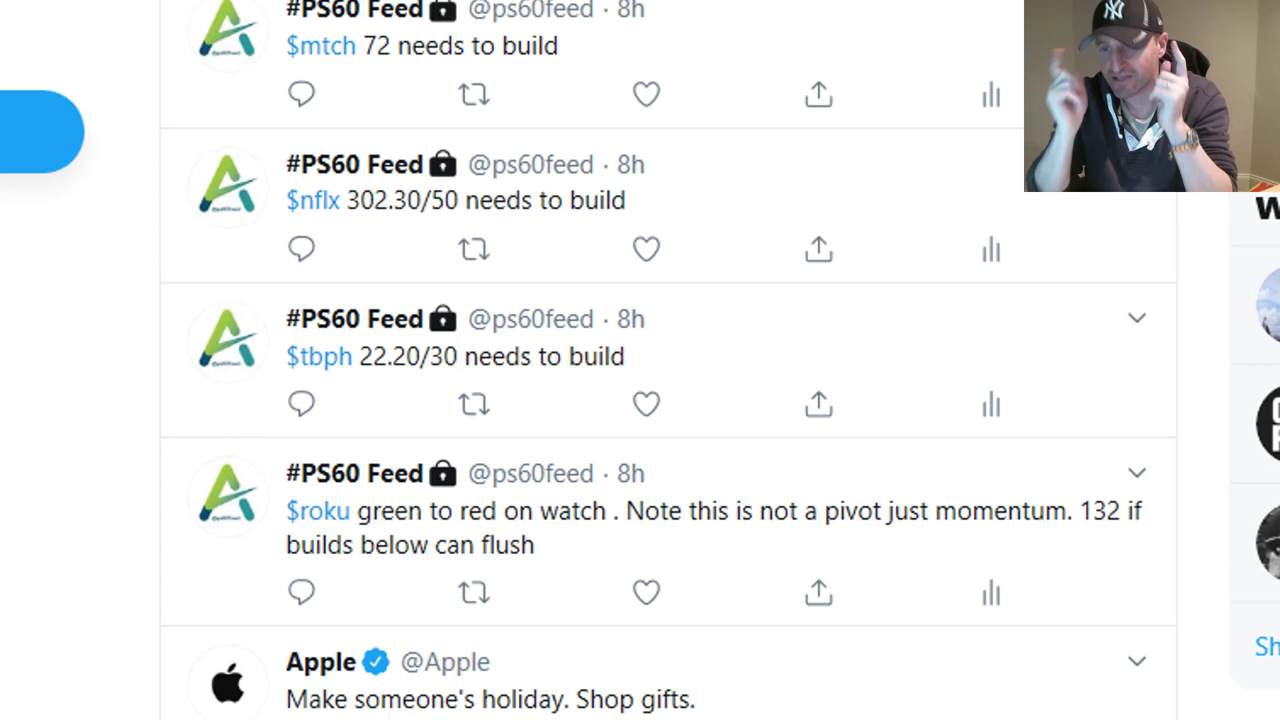 #PS60 Feed @ps60feed · 8h
$mtch 72 needs to build
#PS60 Feed @ps60feed · 8h
$nflx 302.30/50 needs to build
#PS60 Feed @ps60feed · 8h
$tbph 22.20/30 needs to build
#PS60 Feed @ps60feed · 8h
$roku green to red on watch . Note this is not a pivot just momentum. 132 if
builds below can flush
Apple @Apple
Make someone's holiday. Shop gifts.
Sh